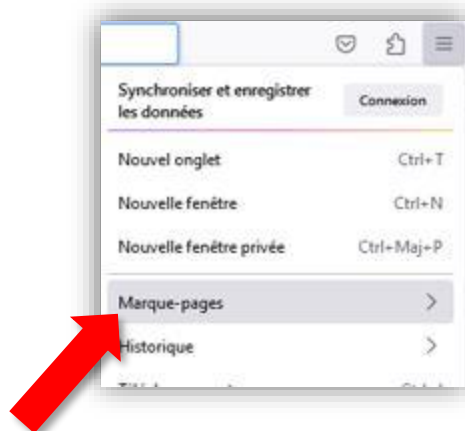 Synchroniser et enregistrer
les données
Connexion
Nouvel onglet Ctrl+T
Nouvelle fenêtre Ctrl+N
Nouvelle fenêtre privée Ctrl+Maj+P
Marque-pages
Historique